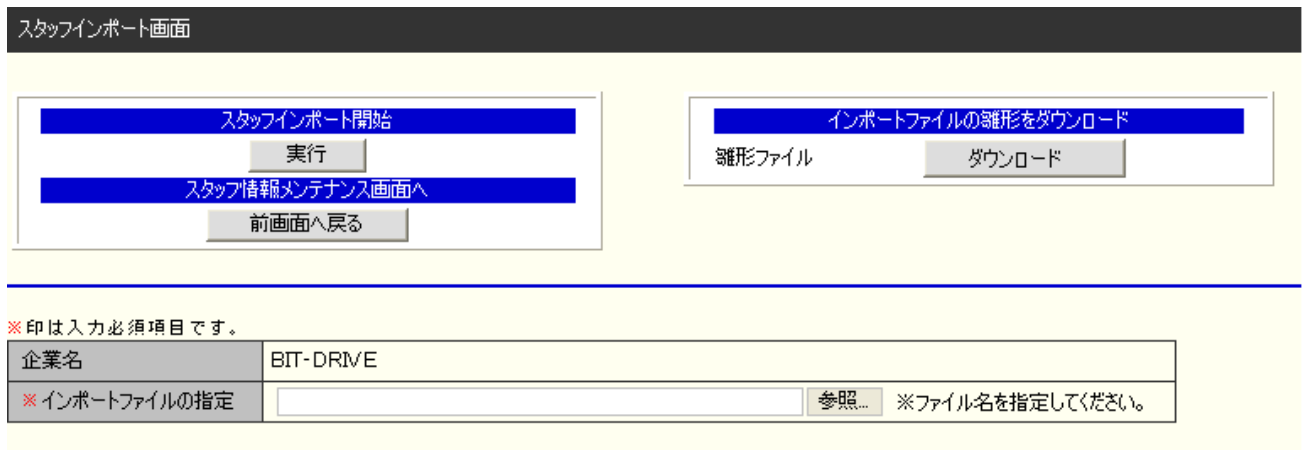 スタッフインポート画面
スタッフインポート開始
実行
スタッフ情報メンテナンス画面へ
前画面へ戻る
インポートファイルの雛形をダウンロード
雛形ファイル ダウンロード
※印は入力必須項目です。
企業名 BIT-DRIVE
※インポートファイルの指定 参照... ※ファイル名を指定してください。